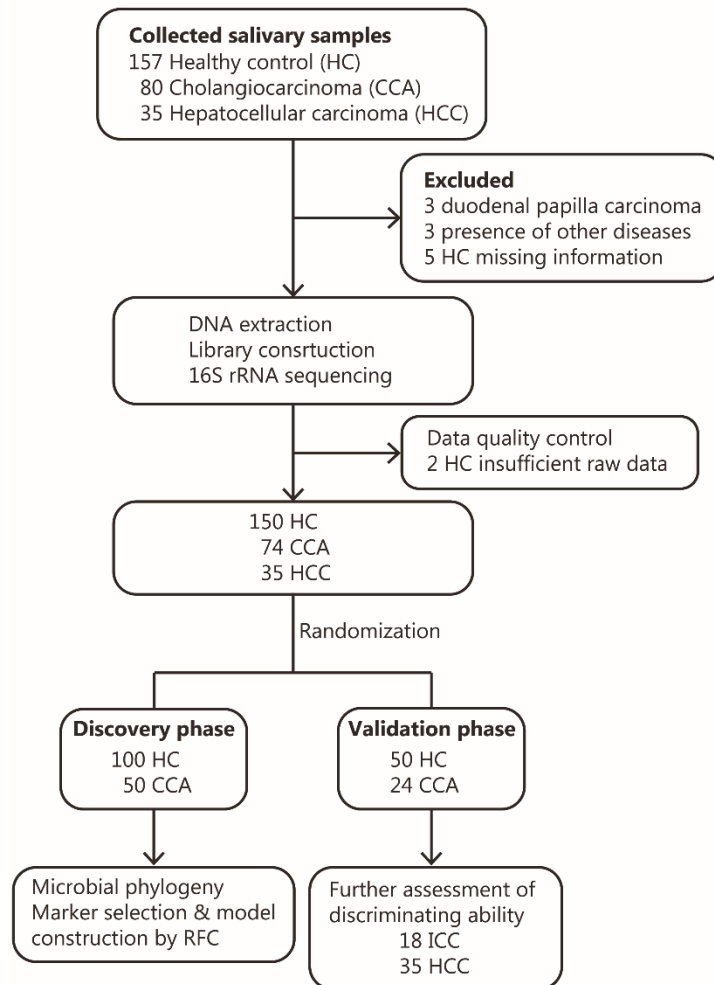 Collected salivary samples
157 Healthy control (HC)
80 Cholangiocarcinoma (CCA)
35 Hepatocellular carcinoma (HCC)
Excluded
3 duodenal papilla carcinoma
3 presence of other diseases
5 HC missing information
DNA extraction
Library consrtuction
16S rRNA sequencing
Data quality control
2 HC insufficient raw data
150 HC
74 CCA
35 HCC
Randomization
Discovery phase
100 HC
50 CCA
Validation phase
50 HC
24 CCA
Microbial phylogeny
Marker selection & model
construction by RFC
Further assessment of
discriminating ability
18 ICC
35 HCC